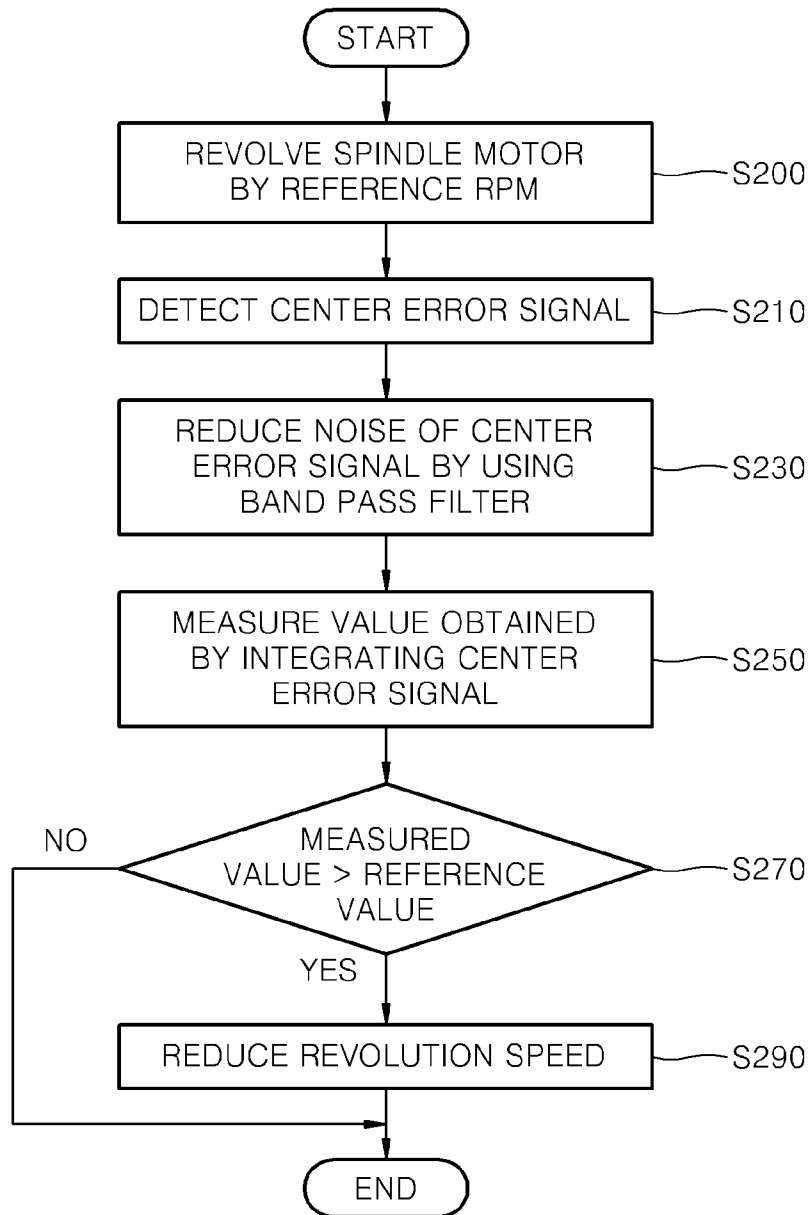 START
REVOLVE SPINDLE MOTOR
BY REFERENCE RPM
S200
DETECT CENTER ERROR SIGNAL
S210
REDUCE NOISE OF CENTER
ERROR SIGNAL BY USING
BAND PASS FILTER
S230
MEASURE VALUE OBTAINED
BY INTEGRATING CENTER
ERROR SIGNAL
S250
NO
MEASURED
VALUE > REFERENCE
VALUE
S270
YES
REDUCE REVOLUTION SPEED
S290
END